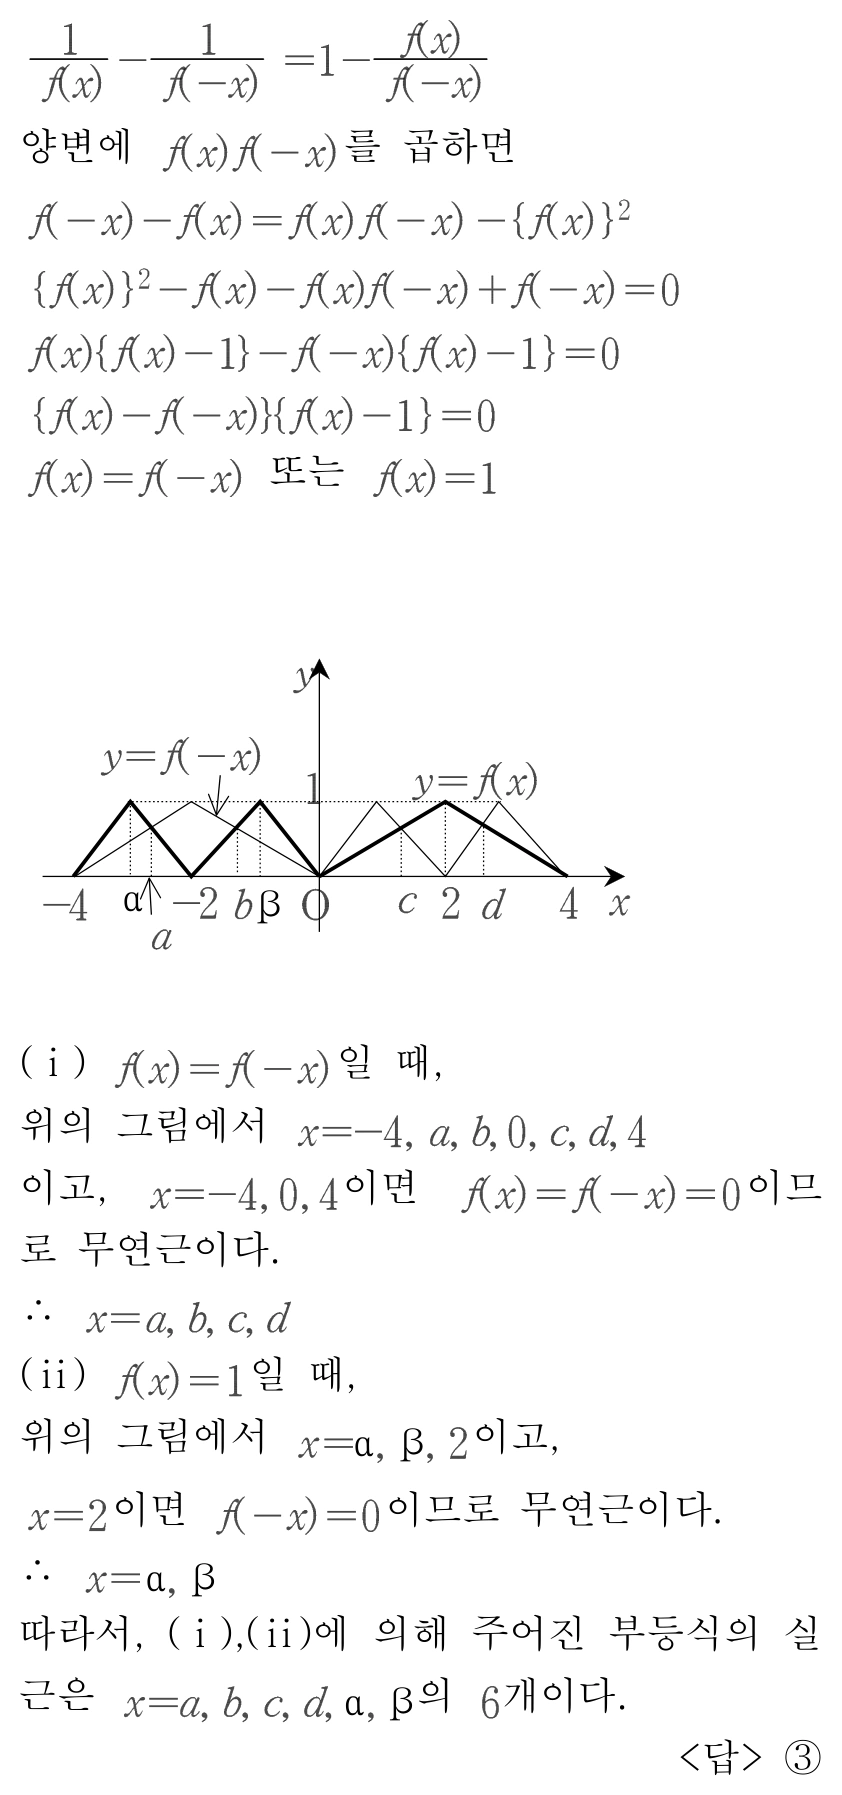 1/f(x) − 1/f(−x) = 1 − f(x)/f(−x)
양변에 f(x)f(−x)를 곱하면
f(−x)−f(x)=f(x)f(−x)−{f(x)}²
{f(x)}²−f(x)−f(x)f(−x)+f(−x)=0
f(x){f(x)−1}−f(−x){f(x)−1}=0
{f(x)−f(−x)}{f(x)−1}=0
f(x)=f(−x) 또는 f(x)=1
y
y=f(−x)
1
y=f(x)
−4 α −2 b β O c 2 d 4 x
a
(ⅰ) f(x)=f(−x)일 때,
위의 그림에서 x=−4, a, b, 0, c, d, 4
이고, x=−4, 0, 4이면 f(x)=f(−x)=0이므
로 무연근이다.
∴ x=a, b, c, d
(ⅱ) f(x)=1일 때,
위의 그림에서 x=α, β, 2이고,
x=2이면 f(−x)=0이므로 무연근이다.
∴ x=α, β
따라서, (ⅰ),(ⅱ)에 의해 주어진 부등식의 실
근은 x=a, b, c, d, α, β의 6개이다.
<답> ③